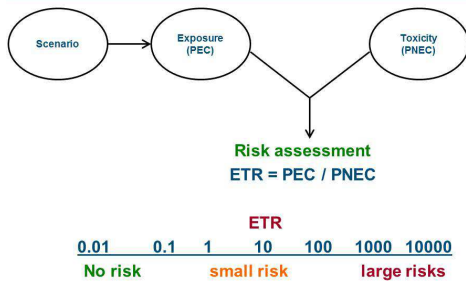 Scenario
Exposure
(PEC)
Toxicity
(PNEC)
Risk assessment
ETR = PEC / PNEC
ETR
0.01 0.1 1 10 100 1000 10000
No risk small risk large risks